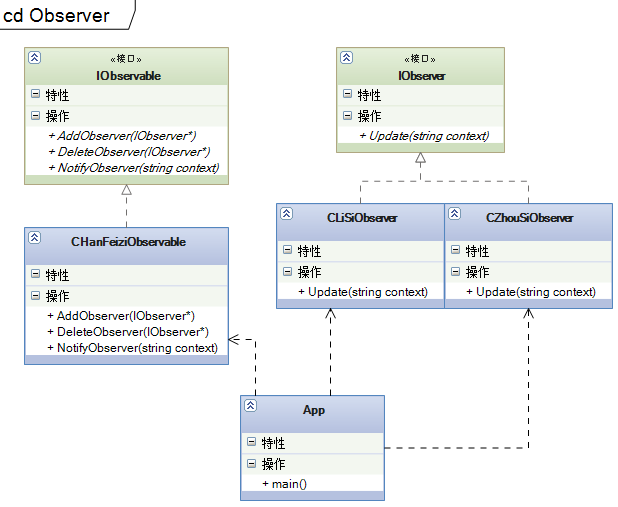 cd Observer
«接口»
IObservable
特性
操作
+ AddObserver(IObserver*)
+ DeleteObserver(IObserver*)
+ NotifyObserver(string context)
«接口»
IObserver
特性
操作
+ Update(string context)
CHanFeiziObservable
特性
操作
+ AddObserver(IObserver*)
+ DeleteObserver(IObserver*)
+ NotifyObserver(string context)
CLiSiObserver
特性
操作
+ Update(string context)
CZhouSiObserver
特性
操作
+ Update(string context)
App
特性
操作
+ main()